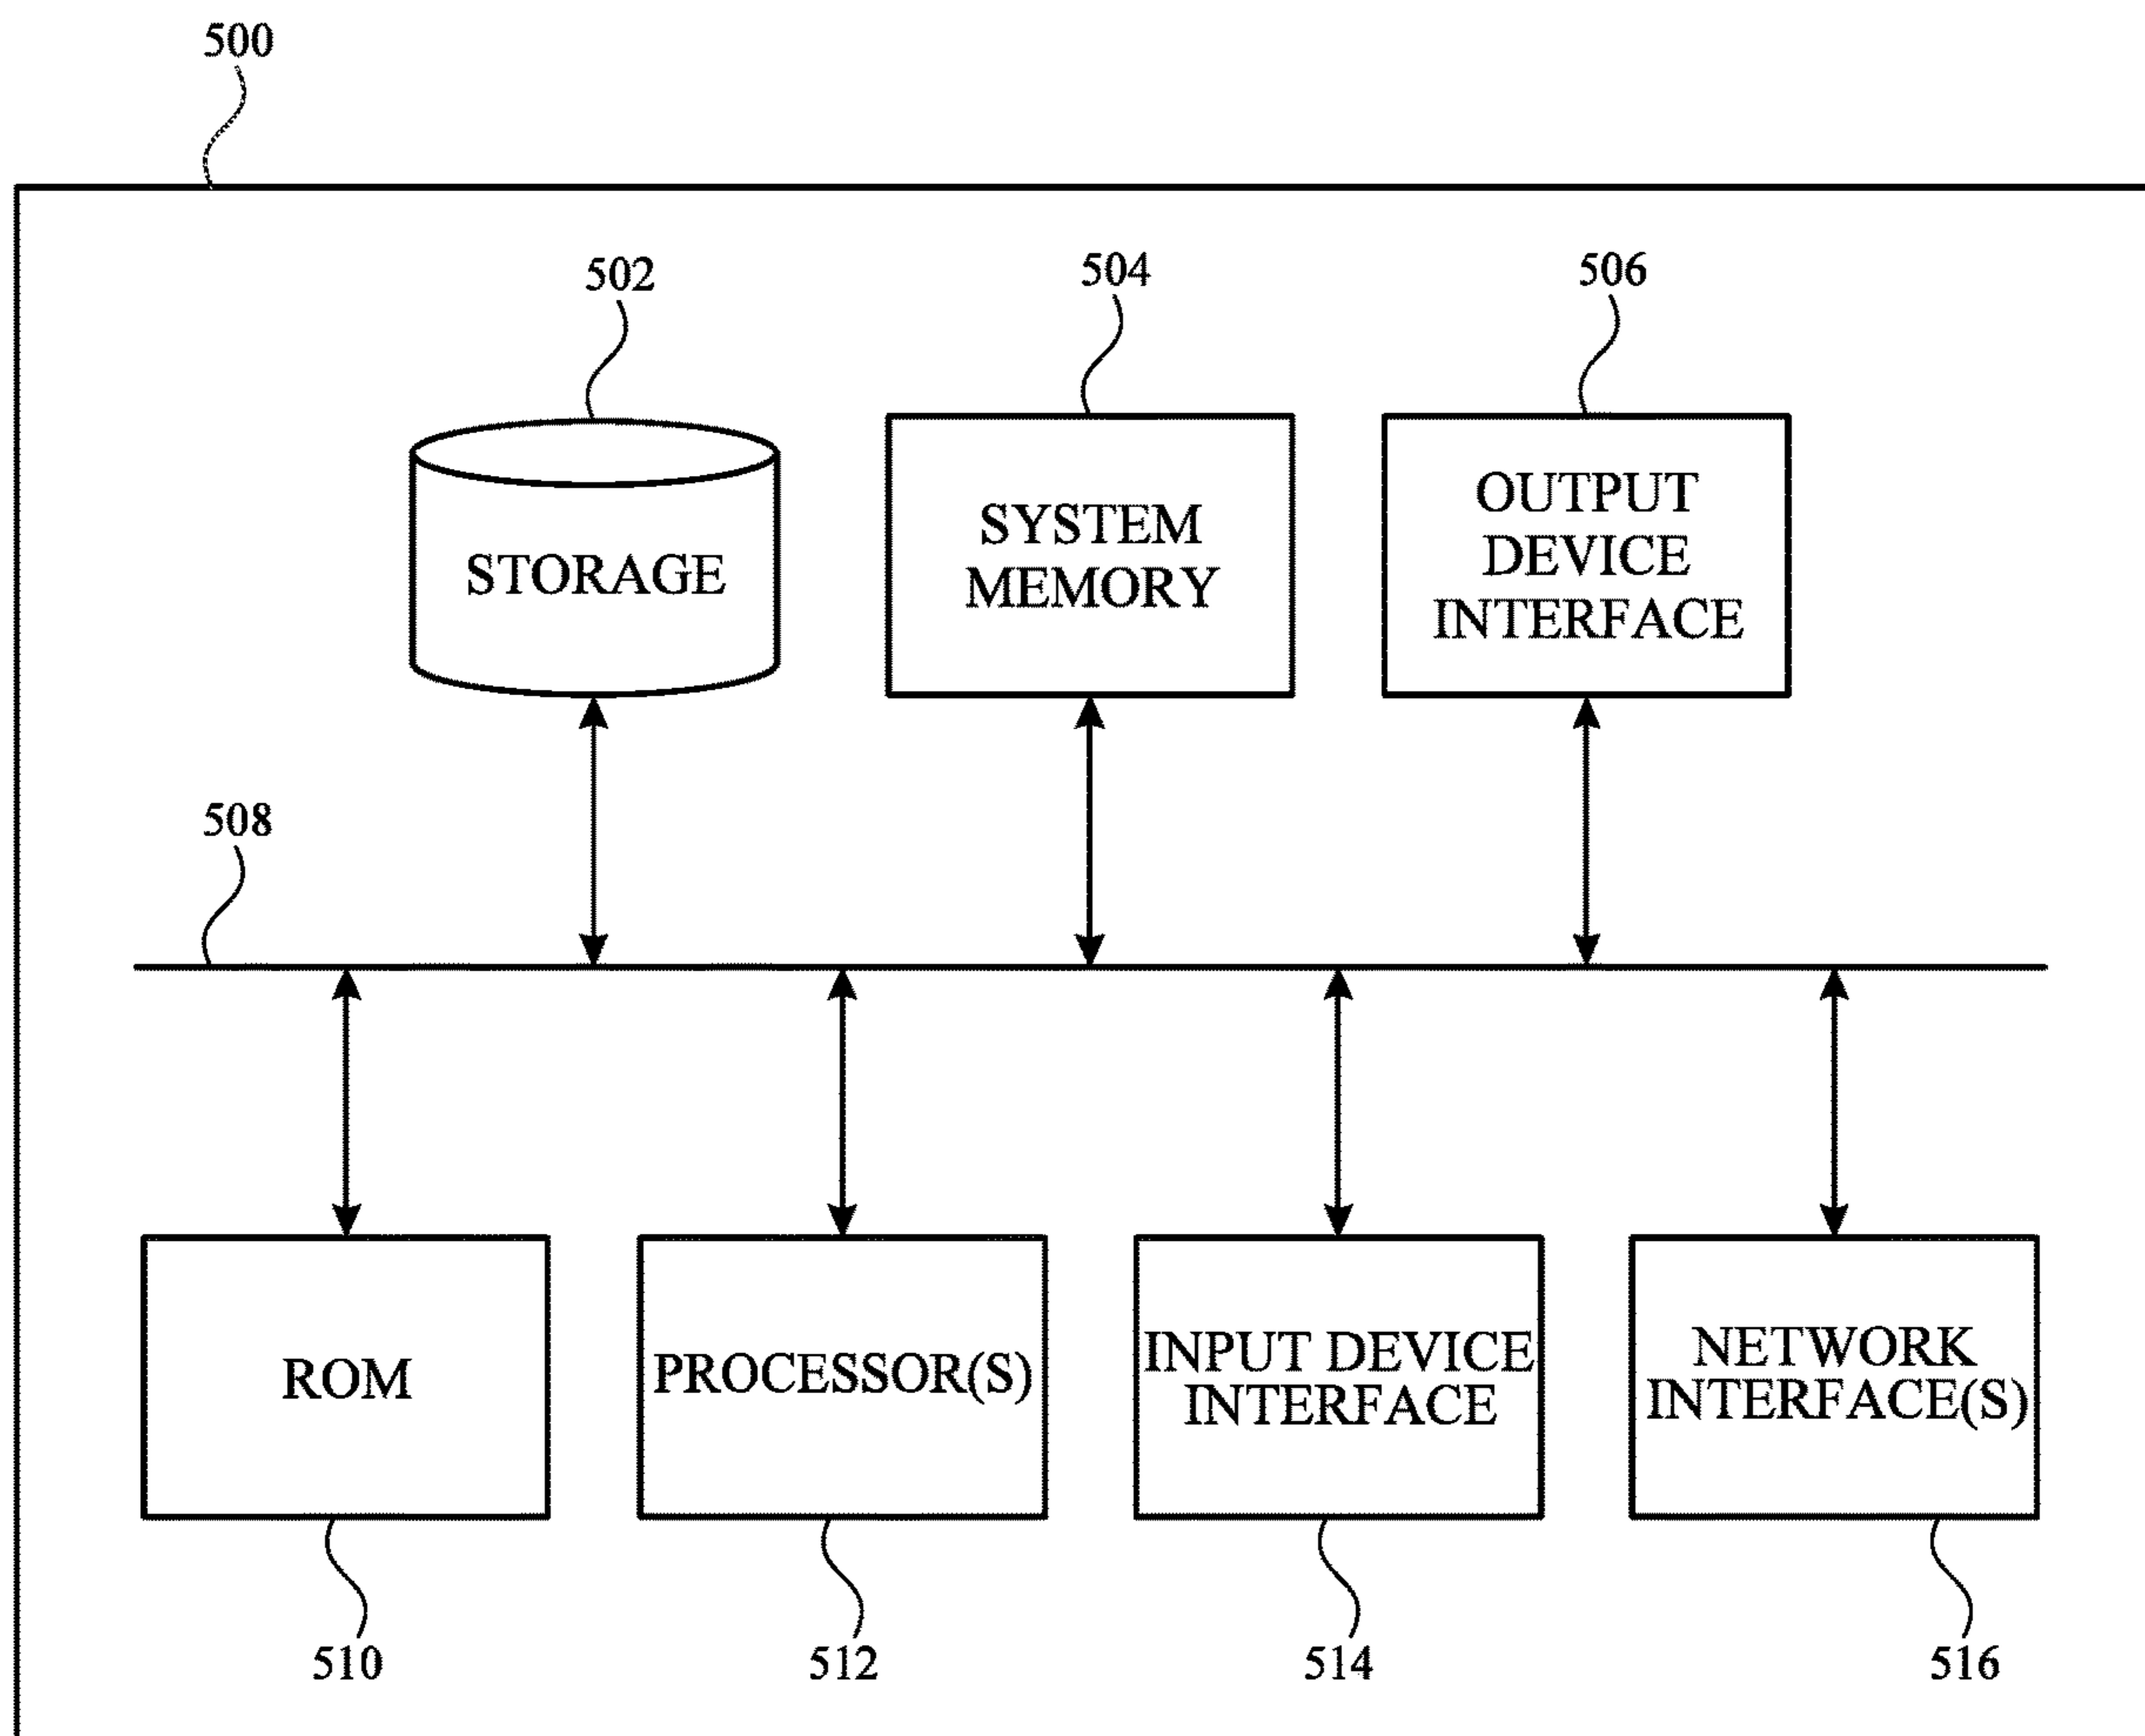 500
502
504
506
STORAGE
SYSTEM
MEMORY
OUTPUT
DEVICE
INTERFACE
508
ROM
PROCESSOR(S)
INPUT DEVICE
INTERFACE
NETWORK
INTERFACE(S)
510
512
514
516